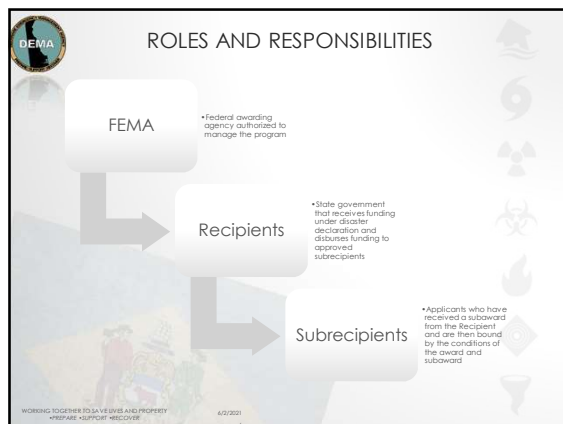 DEMA
ROLES AND RESPONSIBILITIES
FEMA
•Federal awarding
agency authorized to
manage the program
Recipients
•State government
that receives funding
under disaster
declaration and
disburses funding to
approved
subrecipients
Subrecipients
•Applicants who have
received a subaward
from the Recipient
and are then bound
by the conditions of
the award and
subaward
WORKING TOGETHER TO SAVE LIVES AND PROPERTY
•PREPARE •SUPPORT •RECOVER
6/2/2021